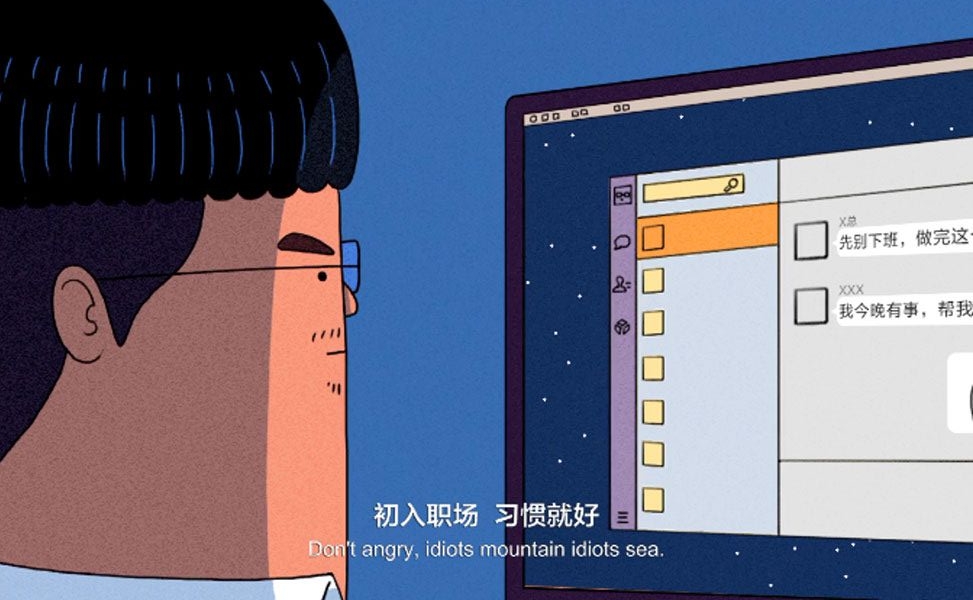 X总
先别下班，做完这
XXX
我今晚有事，帮我
初入职场 习惯就好
Don't angry, idiots mountain idiots sea.